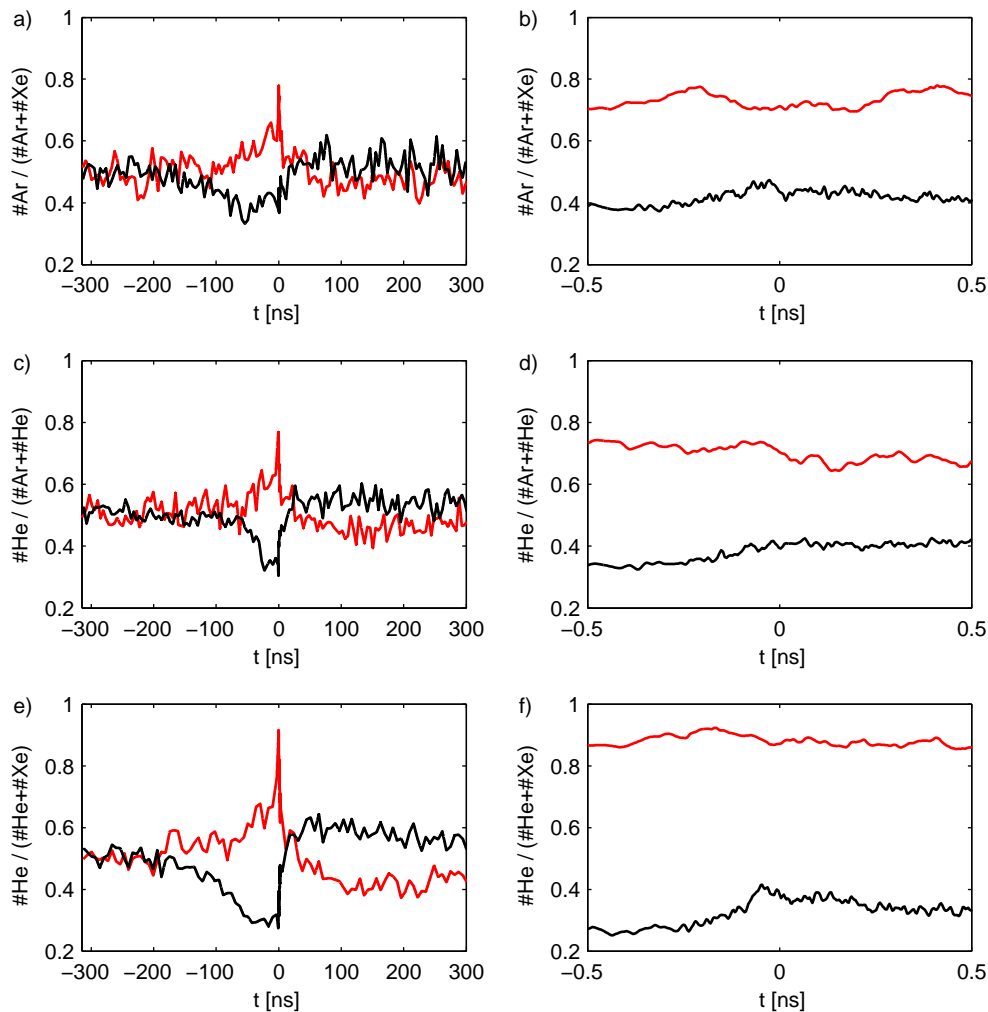 a)
#Ar / (#Ar+#Xe)
1
0.8
0.6
0.4
0.2
−300 −200 −100 0 100 200 300
t [ns]
b)
#Ar / (#Ar+#Xe)
1
0.8
0.6
0.4
0.2
−0.5 0 0.5
t [ns]
c)
#He / (#Ar+#He)
1
0.8
0.6
0.4
0.2
−300 −200 −100 0 100 200 300
t [ns]
d)
#He / (#Ar+#He)
1
0.8
0.6
0.4
0.2
−0.5 0 0.5
t [ns]
e)
#He / (#He+#Xe)
1
0.8
0.6
0.4
0.2
−300 −200 −100 0 100 200 300
t [ns]
f)
#He / (#He+#Xe)
1
0.8
0.6
0.4
0.2
−0.5 0 0.5
t [ns]